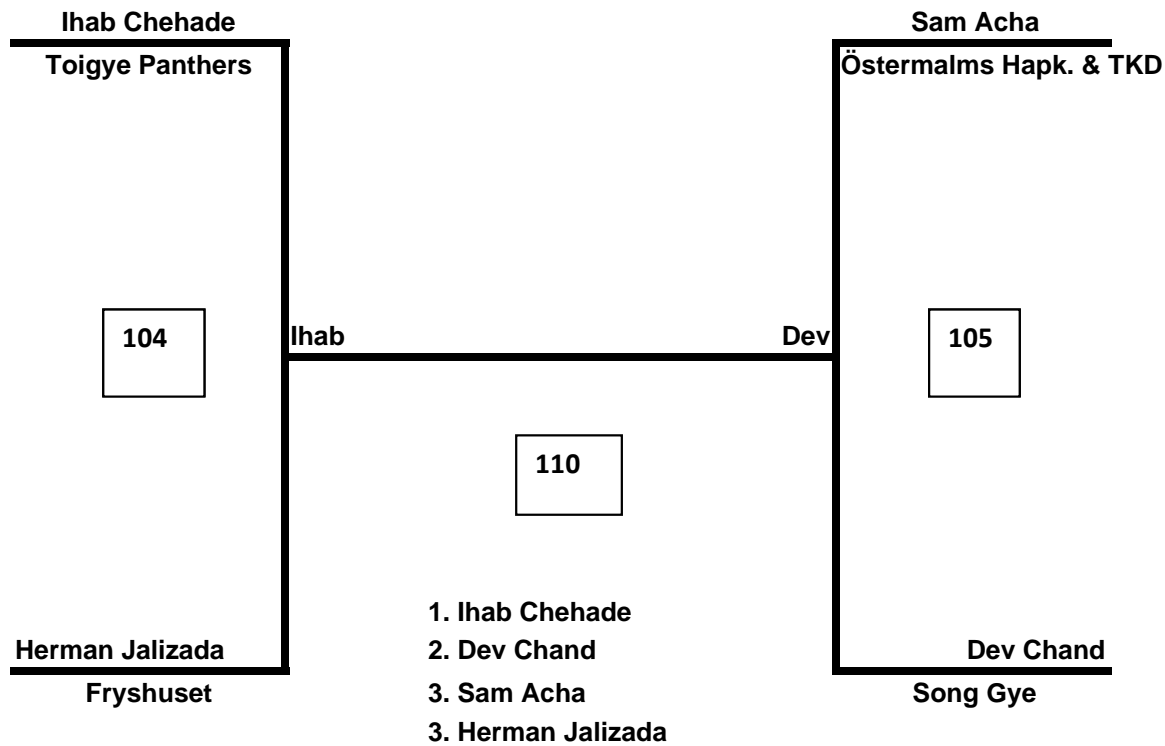 Ihab Chehade
Toigye Panthers
Sam Acha
Östermalms Hapk. & TKD
104
Ihab
Dev
105
110
Herman Jalizada
Fryshuset
Dev Chand
Song Gye
1. Ihab Chehade
2. Dev Chand
3. Sam Acha
3. Herman Jalizada